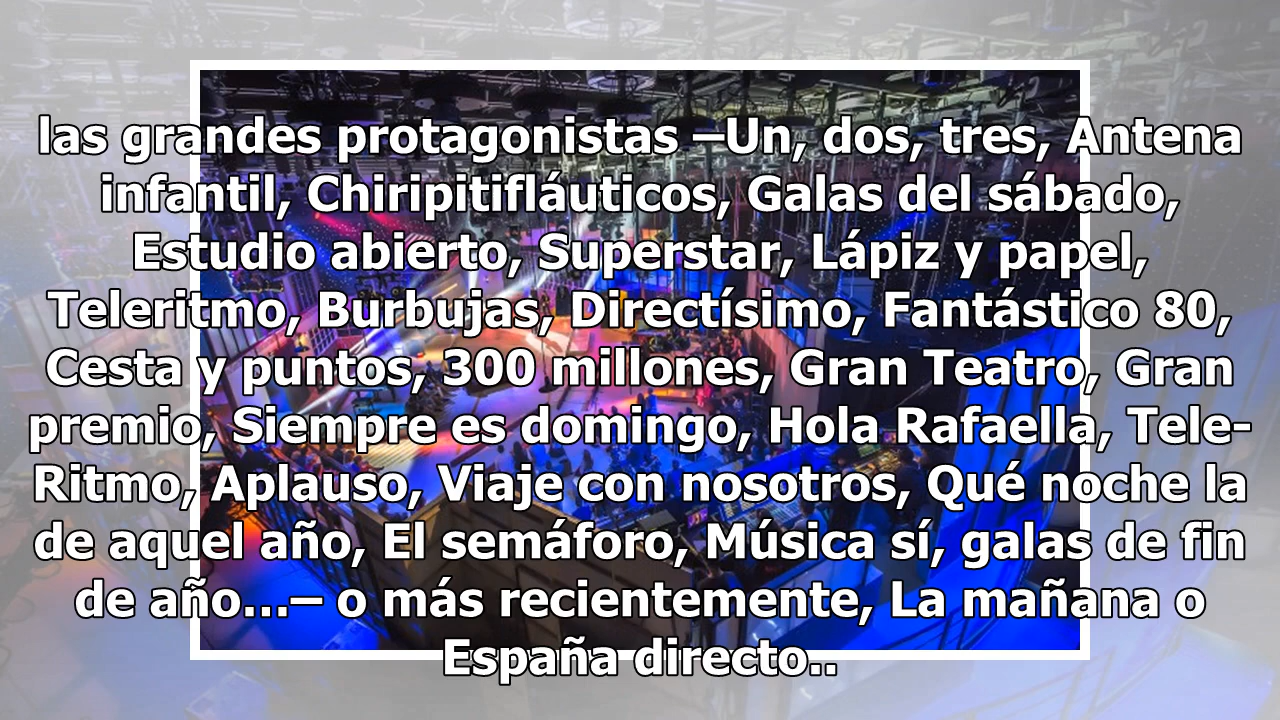 las grandes protagonistas –Un, dos, tres, Antena
infantil, Chiripitifláuticos, Galas del sábado,
Estudio abierto, Superstar, Lápiz y papel,
Teleritmo, Burbujas, Directísimo, Fantástico 80,
Cesta y puntos, 300 millones, Gran Teatro, Gran
premio, Siempre es domingo, Hola Rafaella, Tele-
Ritmo, Aplauso, Viaje con nosotros, Qué noche la
de aquel año, El semáforo, Música sí, galas de fin
de año...– o más recientemente, La mañana o
España directo..